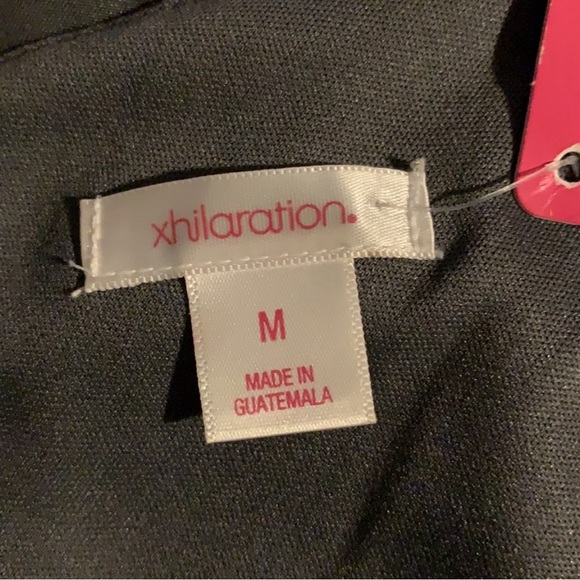 xhilaration.
M
MADE IN
GUATEMALA